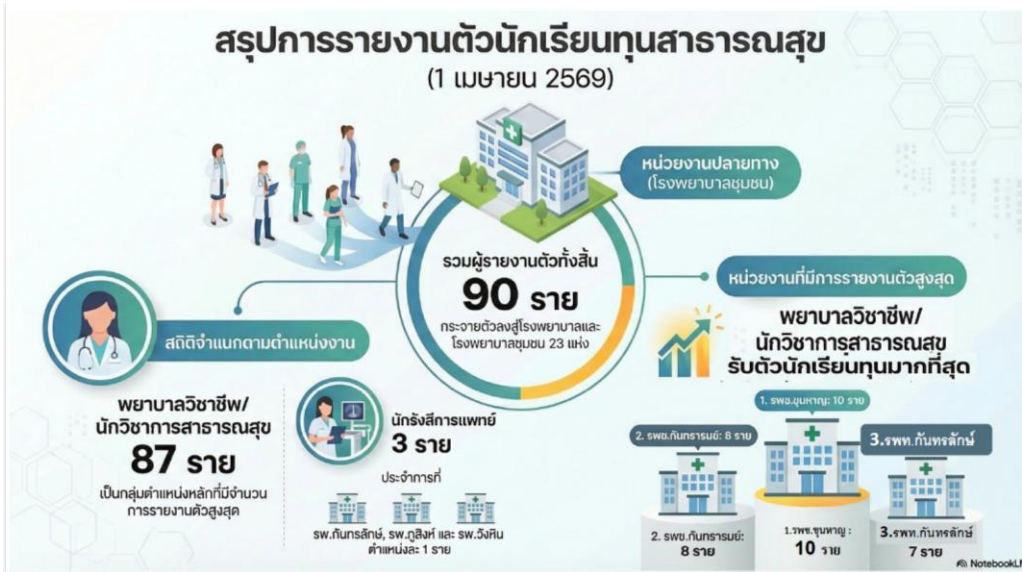 สรุปการรายงานตัวนักเรียนทุนสาธารณสุข
(1 เมษายน 2569)
หน่วยงานปลายทาง
(โรงพยาบาลชุมชน)
รวมผู้รายงานตัวทั้งสิ้น
90 ราย
กระจายตัวลงสู่โรงพยาบาลและ
โรงพยาบาลชุมชน 23 แห่ง
สถิติจำแนกตามตำแหน่งงาน
พยาบาลวิชาชีพ/
นักวิชาการสาธารณสุข
87 ราย
เป็นกลุ่มตำแหน่งหลักที่มีจำนวน
การรายงานตัวสูงสุด
นักรังสีการแพทย์
3 ราย
ประจำการที่
รพ.กันทรลักษ์, รพ.ภูสิงห์ และ รพ.วังหิน
ตำแหน่งละ 1 ราย
หน่วยงานที่มีการรายงานตัวสูงสุด
พยาบาลวิชาชีพ/
นักวิชาการสาธารณสุข
รับตัวนักเรียนทุนมากที่สุด
1. รพช.ขุนหาญ: 10 ราย
2. รพช.กันทรารมย์: 8 ราย
3.รพท.กันทรลักษ์
2. รพช.กันทรารมย์:
8 ราย
1.รพช.ขุนหาญ :
10 ราย
3.รพท.กันทรลักษ์
7 ราย
NotebookL